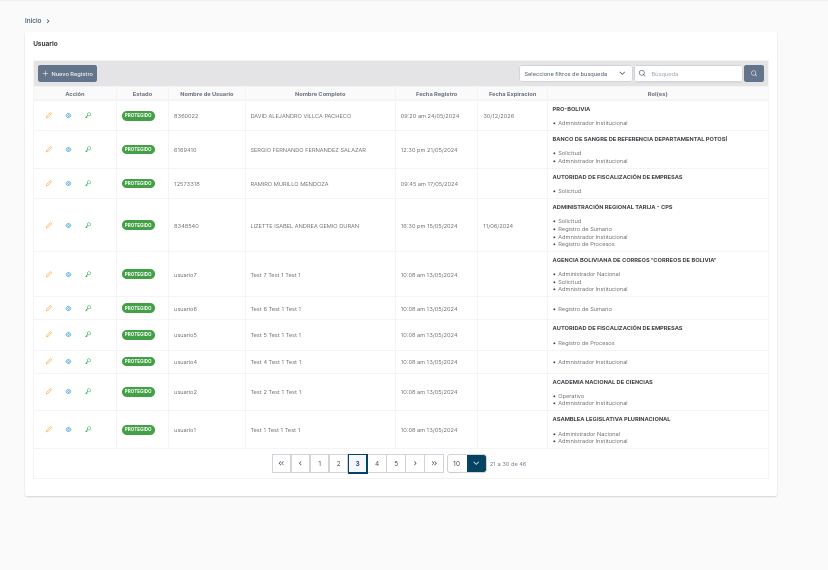 Inicio >
Usuario
+ Nuevo Registro
Seleccione filtros de busqueda
Búsqueda
Acción Estado Nombre de Usuario Nombre Completo Fecha Registro Fecha Expiracion Rol(es)
PROTEGIDO 8360022 DAVID ALEJANDRO VILLCA PACHECO 09:20 am 24/05/2024 30/12/2026
PRO-BOLIVIA
• Administrador Institucional
PROTEGIDO 6169410 SERGIO FERNANDO FERNANDEZ SALAZAR 12:30 pm 21/05/2024
BANCO DE SANGRE DE REFERENCIA DEPARTAMENTAL POTOSÍ
• Solicitud
• Administrador Institucional
PROTEGIDO 12573318 RAMIRO MURILLO MENDOZA 09:45 am 17/05/2024
AUTORIDAD DE FISCALIZACIÓN DE EMPRESAS
• Solicitud
PROTEGIDO 8348540 LIZETTE ISABEL ANDREA GEMIO DURAN 16:30 pm 15/05/2024 11/06/2024
ADMINISTRACIÓN REGIONAL TARIJA - CPS
• Solicitud
• Registro de Sumario
• Administrador Institucional
• Registro de Procesos
PROTEGIDO usuario7 Test 7 Test 1 Test 1 10:08 am 13/05/2024
AGENCIA BOLIVIANA DE CORREOS "CORREOS DE BOLIVIA"
• Administrador Nacional
• Solicitud
• Administrador Institucional
PROTEGIDO usuario6 Test 6 Test 1 Test 1 10:08 am 13/05/2024
• Registro de Sumario
PROTEGIDO usuario5 Test 5 Test 1 Test 1 10:08 am 13/05/2024
AUTORIDAD DE FISCALIZACIÓN DE EMPRESAS
• Registro de Procesos
PROTEGIDO usuario4 Test 4 Test 1 Test 1 10:08 am 13/05/2024
• Administrador Institucional
PROTEGIDO usuario2 Test 2 Test 1 Test 1 10:08 am 13/05/2024
ACADEMIA NACIONAL DE CIENCIAS
• Operativo
• Administrador Institucional
PROTEGIDO usuario1 Test 1 Test 1 Test 1 10:08 am 13/05/2024
ASAMBLEA LEGISLATIVA PLURINACIONAL
• Administrador Nacional
• Administrador Institucional
« ‹ 1 2 3 4 5 › » 10 21 a 30 de 46